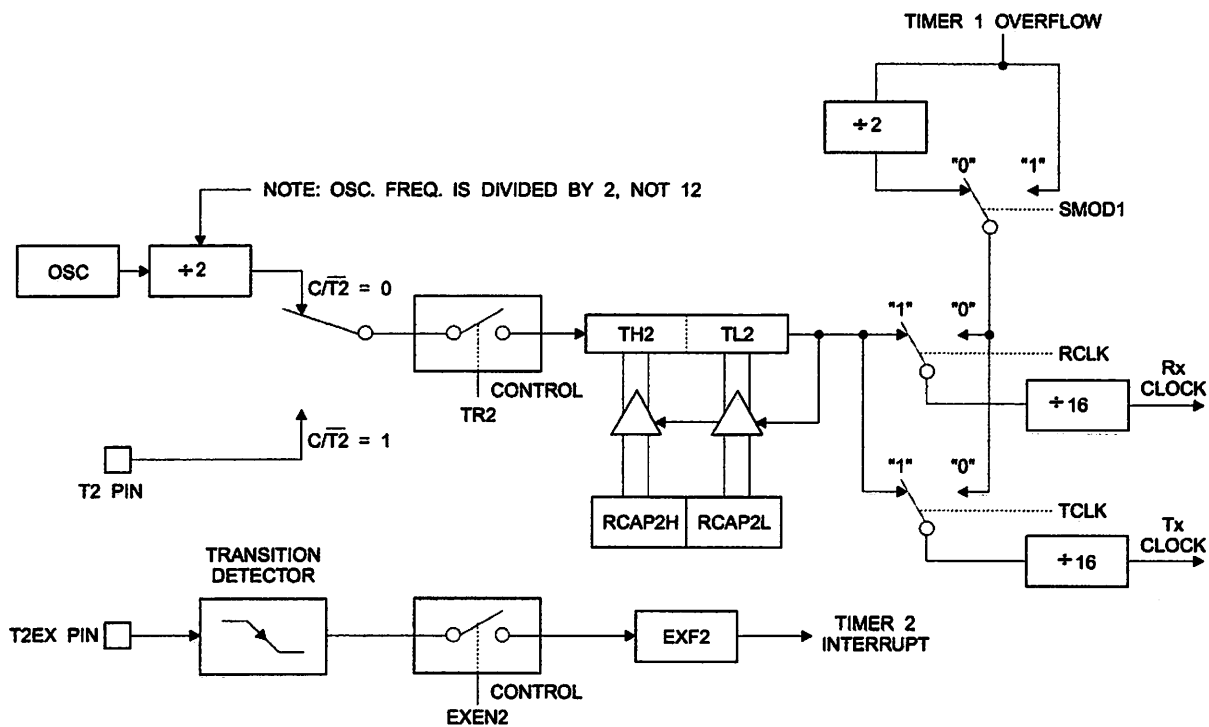 TIMER 1 OVERFLOW
÷2
"0" "1"
NOTE: OSC. FREQ. IS DIVIDED BY 2, NOT 12
SMOD1
OSC
÷2
C/T̅2̅ = 0
TH2 TL2
"1" "0"
RCLK
Rx
CLOCK
CONTROL
÷16
TR2
C/T̅2̅ = 1
"1" "0"
T2 PIN
RCAP2H RCAP2L
TCLK
Tx
CLOCK
TRANSITION
DETECTOR
÷16
T2EX PIN
EXF2
TIMER 2
INTERRUPT
CONTROL
EXEN2